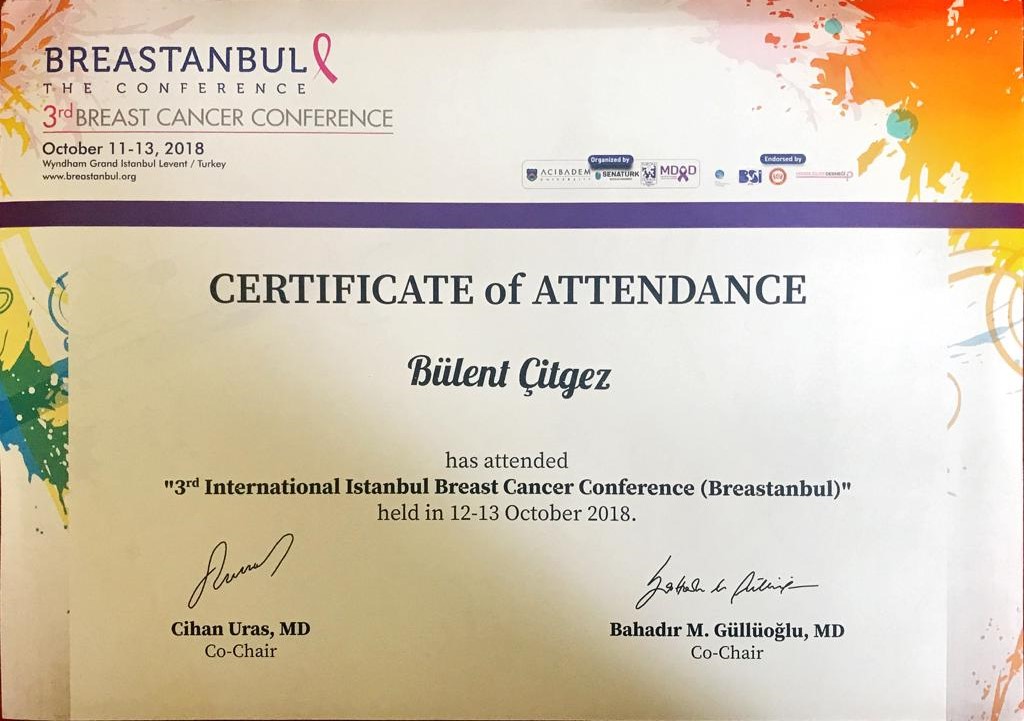 BREASTANBUL
THE CONFERENCE
3rd BREAST CANCER CONFERENCE
October 11-13, 2018
Wyndham Grand Istanbul Levent / Turkey
www.breastanbul.org
Organized by
ACIBADEM
UNIVERSITY
SENATURK
MDQD
Endorsed by
BSi
CERTIFICATE of ATTENDANCE
Bülent Çitgez
has attended
"3rd International Istanbul Breast Cancer Conference (Breastanbul)"
held in 12-13 October 2018.
Cihan Uras, MD
Co-Chair
Bahadır M. Güllüoğlu, MD
Co-Chair